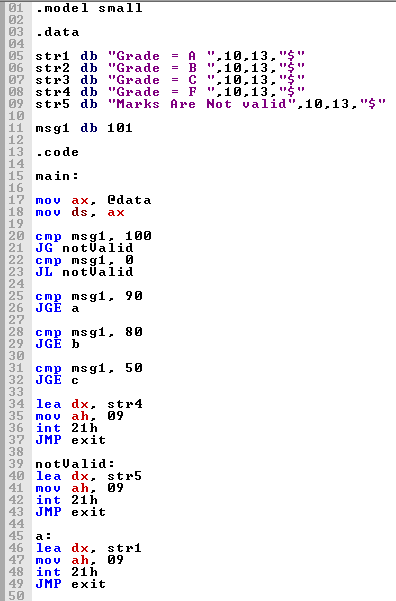 01 .model small
02
03 .data
04
05 str1 db "Grade = A ",10,13,"$"
06 str2 db "Grade = B ",10,13,"$"
07 str3 db "Grade = C ",10,13,"$"
08 str4 db "Grade = F ",10,13,"$"
09 str5 db "Marks Are Not valid",10,13,"$"
10
11 msg1 db 101
12
13 .code
14
15 main:
16
17 mov ax, @data
18 mov ds, ax
19
20 cmp msg1, 100
21 JG notValid
22 cmp msg1, 0
23 JL notValid
24
25 cmp msg1, 90
26 JGE a
27
28 cmp msg1, 80
29 JGE b
30
31 cmp msg1, 50
32 JGE c
33
34 lea dx, str4
35 mov ah, 09
36 int 21h
37 JMP exit
38
39 notValid:
40 lea dx, str5
41 mov ah, 09
42 int 21h
43 JMP exit
44
45 a:
46 lea dx, str1
47 mov ah, 09
48 int 21h
49 JMP exit
50